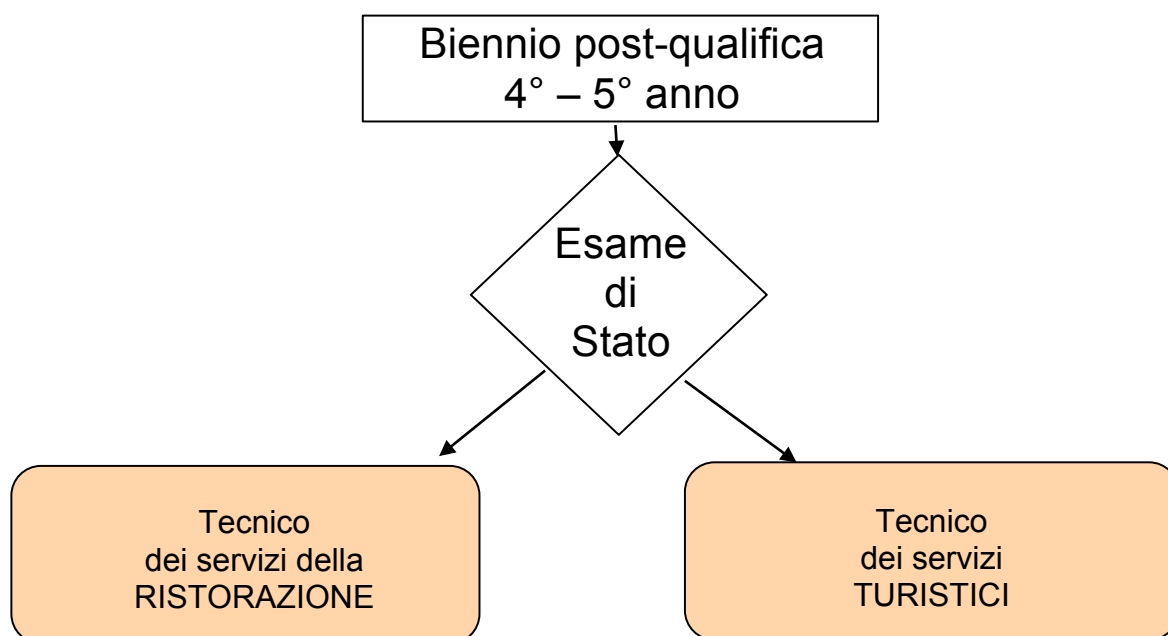 Biennio post-qualifica
4° – 5° anno
Esame
di
Stato
Tecnico
dei servizi della
RISTORAZIONE
Tecnico
dei servizi
TURISTICI